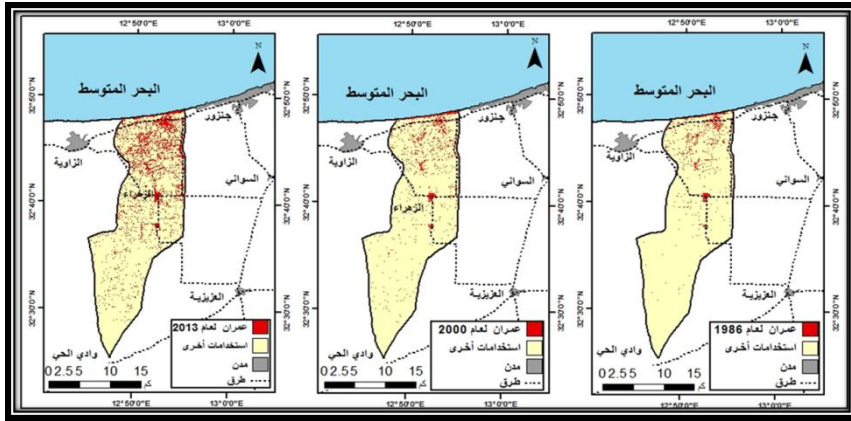 12°50'0"E
13°0'0"E
12°50'0"E
13°0'0"E
12°50'0"E
13°0'0"E
N
البحر المتوسط
جنزور
الزاوية
السواني
الزهراء
العزيزية
وادي الحي
عمران لعام 2013
استخدامات أخرى
مدن
طرق
0 2.5 5 10 15
كم
32°50'0"N
32°40'0"N
32°30'0"N
12°50'0"E
13°0'0"E
N
البحر المتوسط
جنزور
الزاوية
السواني
الزهراء
العزيزية
وادي الحي
عمران لعام 2000
استخدامات أخرى
مدن
طرق
0 2.5 5 10 15
كم
32°50'0"N
32°40'0"N
32°30'0"N
12°50'0"E
13°0'0"E
N
البحر المتوسط
جنزور
الزاوية
السواني
العزيزية
وادي الحي
عمران لعام 1986
استخدامات أخرى
مدن
طرق
0 2.5 5 10 15
كم
32°50'0"N
32°40'0"N
32°30'0"N
12°50'0"E
13°0'0"E